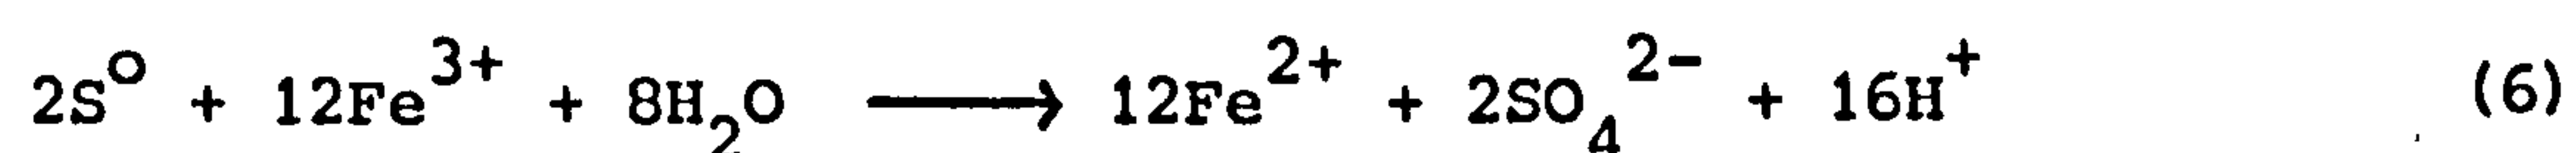 2S° + 12Fe³⁺ + 8H₂O ⟶ 12Fe²⁺ + 2SO₄²⁻ + 16H⁺ (6)